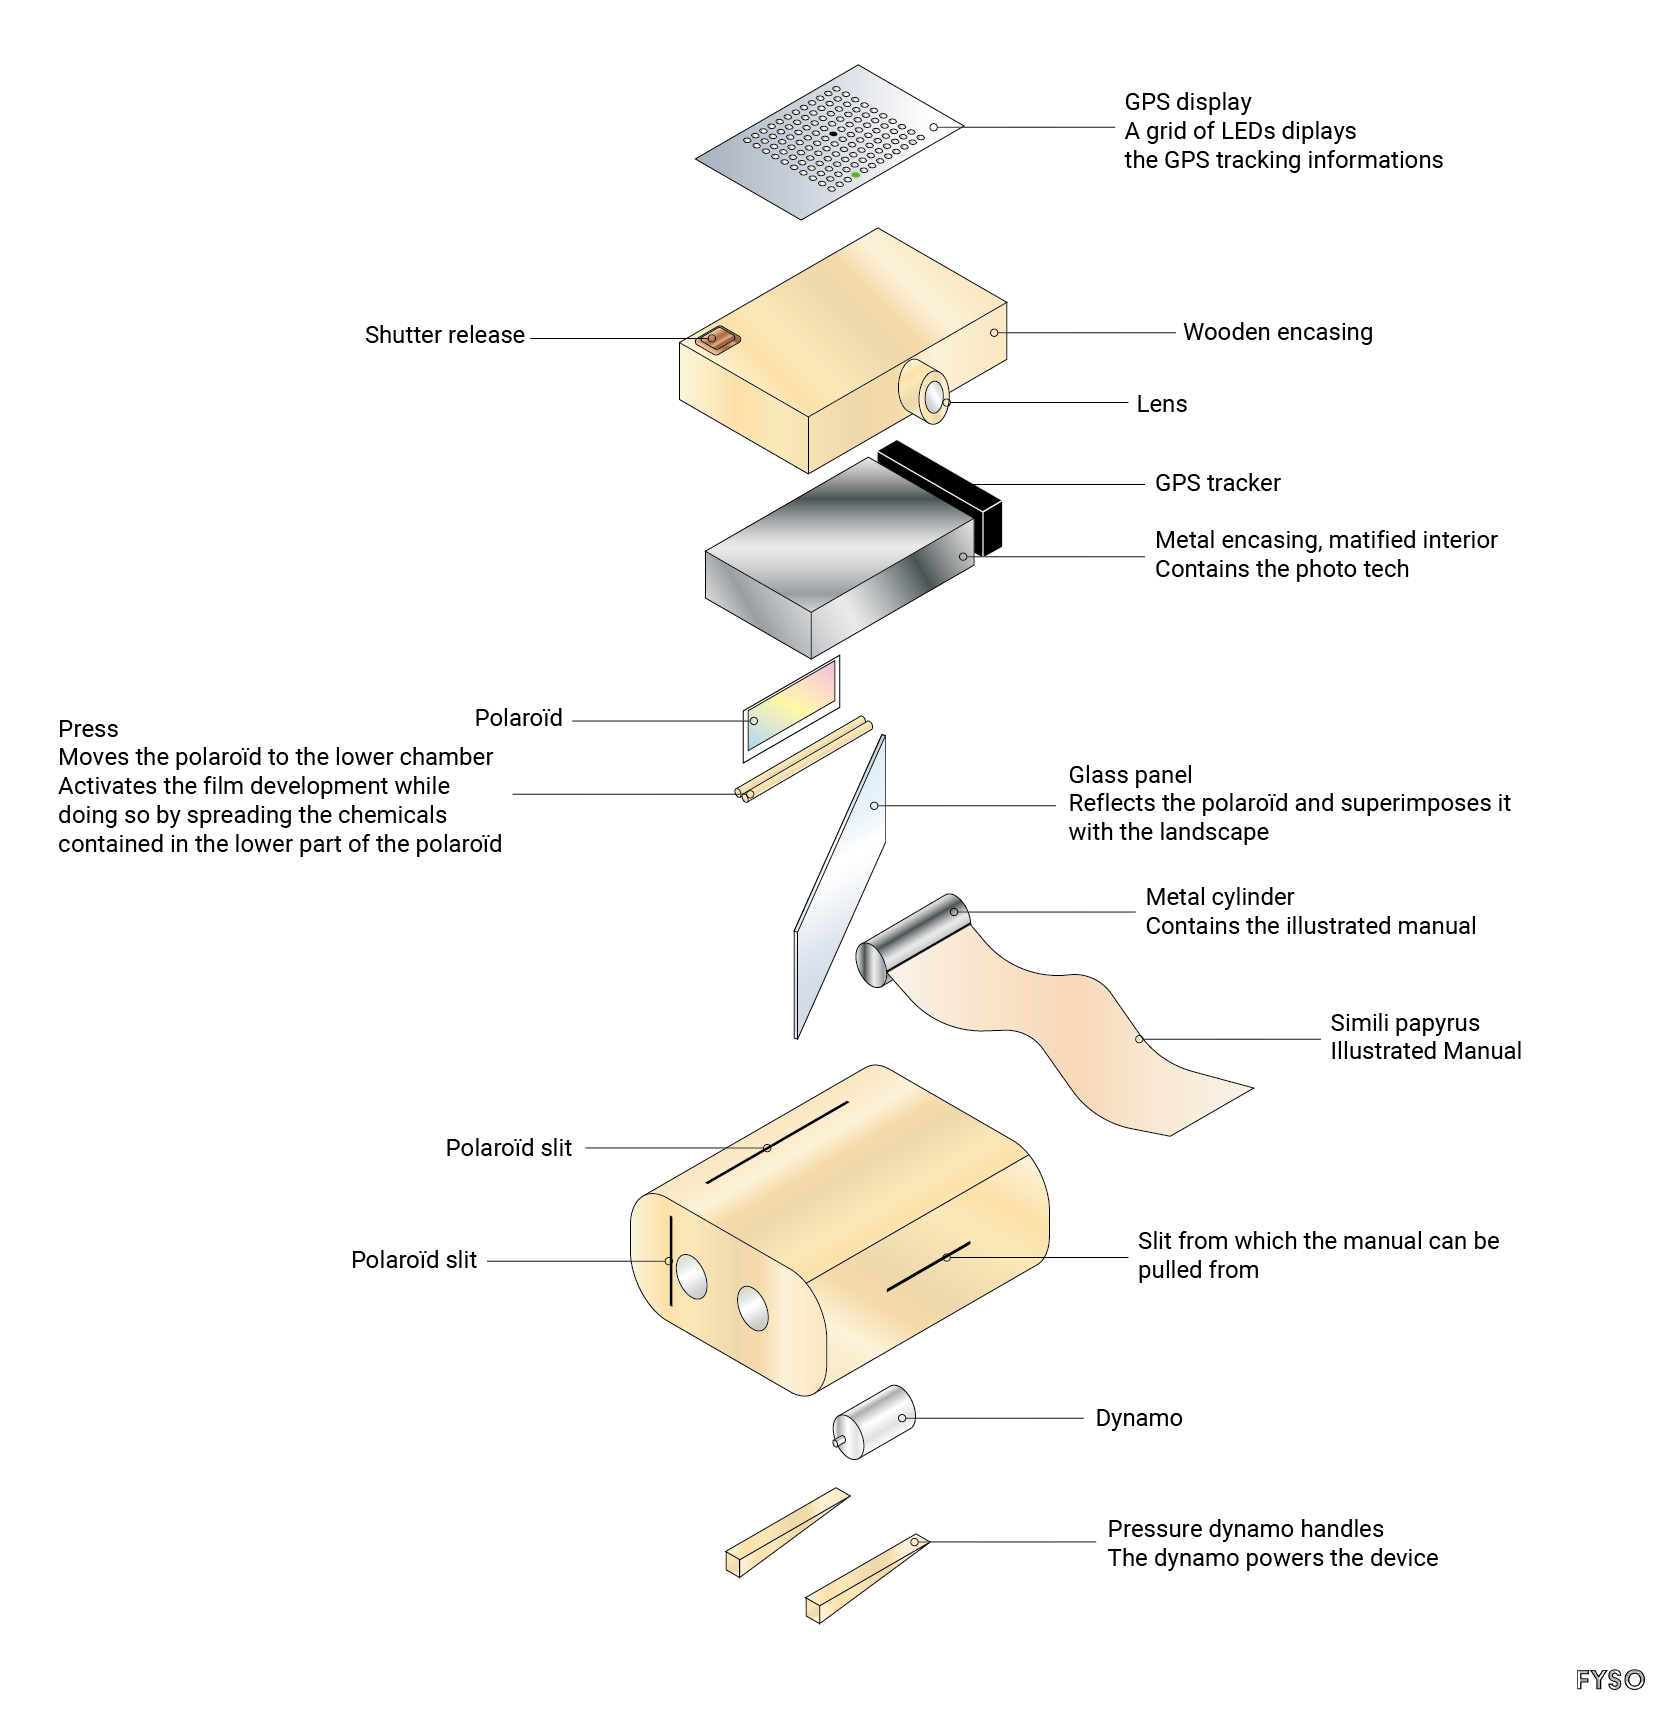 GPS display
A grid of LEDs diplays
the GPS tracking informations
Shutter release
Wooden encasing
Lens
GPS tracker
Metal encasing, matified interior
Contains the photo tech
Polaroïd
Press
Moves the polaroïd to the lower chamber
Activates the film development while
doing so by spreading the chemicals
contained in the lower part of the polaroïd
Glass panel
Reflects the polaroïd and superimposes it
with the landscape
Metal cylinder
Contains the illustrated manual
Simili papyrus
Illustrated Manual
Polaroïd slit
Polaroïd slit
Slit from which the manual can be
pulled from
Dynamo
Pressure dynamo handles
The dynamo powers the device
FYSO